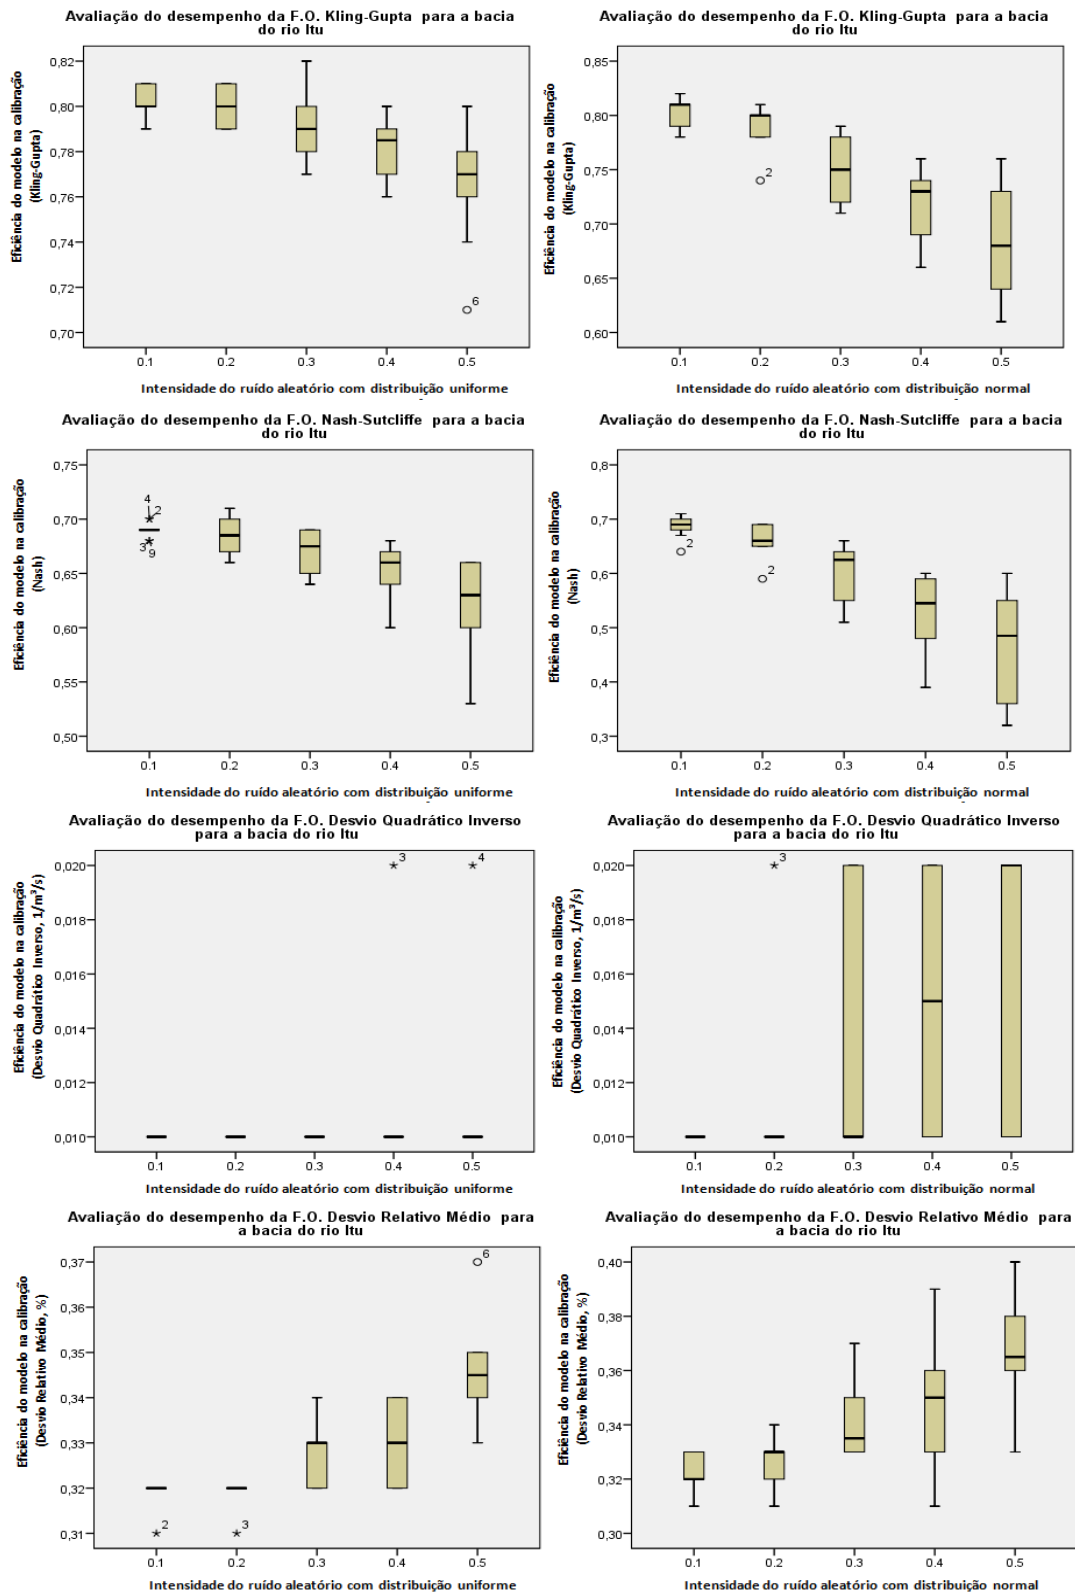 Avaliação do desempenho da F.O. Kling-Gupta para a bacia
do rio Itu
Eficiência do modelo na calibração
(Kling-Gupta)
0,82
0,80
0,78
0,76
0,74
0,72
0,70
6
0.1 0.2 0.3 0.4 0.5
Intensidade do ruído aleatório com distribuição uniforme
Avaliação do desempenho da F.O. Kling-Gupta para a bacia
do rio Itu
Eficiência do modelo na calibração
(Kling-Gupta)
0,85
0,80
0,75
0,70
0,65
0,60
2
0.1 0.2 0.3 0.4 0.5
Intensidade do ruído aleatório com distribuição normal
Avaliação do desempenho da F.O. Nash-Sutcliffe para a bacia
do rio Itu
Eficiência do modelo na calibração
(Nash)
0,75
0,70
0,65
0,60
0,55
0,50
4
2
3
9
0.1 0.2 0.3 0.4 0.5
Intensidade do ruído aleatório com distribuição uniforme
Avaliação do desempenho da F.O. Nash-Sutcliffe para a bacia
do rio Itu
Eficiência do modelo na calibração
(Nash)
0,8
0,7
0,6
0,5
0,4
0,3
2
2
0.1 0.2 0.3 0.4 0.5
Intensidade do ruído aleatório com distribuição normal
Avaliação do desempenho da F.O. Desvio Quadrático Inverso
para a bacia do rio Itu
Eficiência do modelo na calibração
(Desvio Quadrático Inverso, 1/m³/s)
0,020
0,018
0,016
0,014
0,012
0,010
3
4
0.1 0.2 0.3 0.4 0.5
Intensidade do ruído aleatório com distribuição uniforme
Avaliação do desempenho da F.O. Desvio Quadrático Inverso
para a bacia do rio Itu
Eficiência do modelo na calibração
(Desvio Quadrático Inverso, 1/m³/s)
0,020
0,018
0,016
0,014
0,012
0,010
3
0.1 0.2 0.3 0.4 0.5
Intensidade do ruído aleatório com distribuição normal
Avaliação do desempenho da F.O. Desvio Relativo Médio para
a bacia do rio Itu
Eficiência do modelo na calibração
(Desvio Relativo Médio, %)
0,37
0,36
0,35
0,34
0,33
0,32
0,31
2
3
6
0.1 0.2 0.3 0.4 0.5
Intensidade do ruído aleatório com distribuição uniforme
Avaliação do desempenho da F.O. Desvio Relativo Médio para
a bacia do rio Itu
Eficiência do modelo na calibração
(Desvio Relativo Médio, %)
0,40
0,38
0,36
0,34
0,32
0,30
0.1 0.2 0.3 0.4 0.5
Intensidade do ruído aleatório com distribuição normal